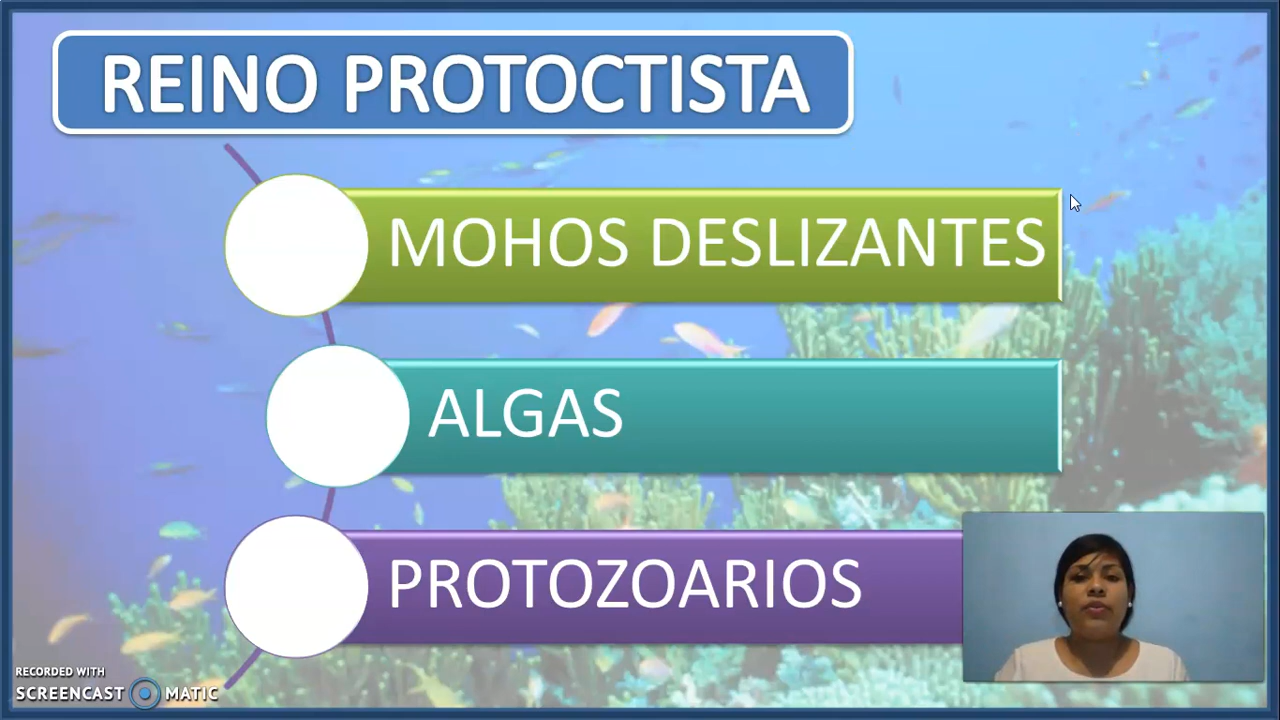 REINO PROTOCTISTA
MOHOS DESLIZANTES
ALGAS
PROTOZOARIOS
RECORDED WITH
SCREENCAST MATIC